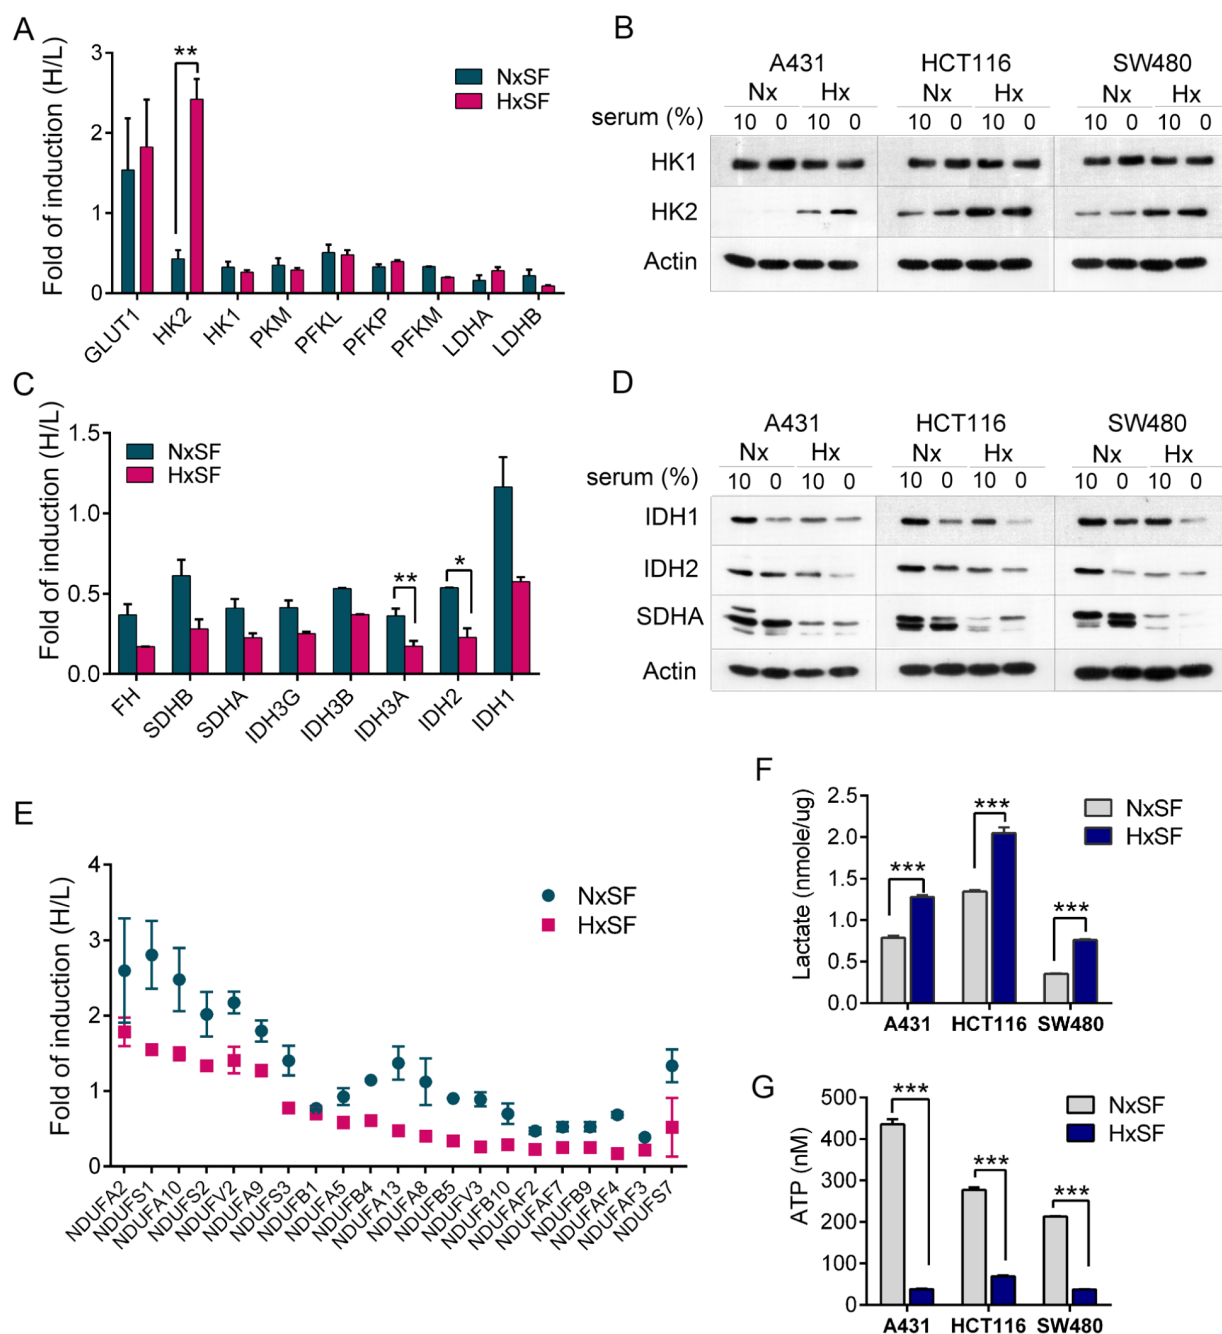 A
Fold of induction (H/L)
3
2
1
0
**
NxSF
HxSF
GLUT1 HK2 HK1 PKM PFKL PFKP PFKM LDHA LDHB
B
A431 HCT116 SW480
Nx Hx Nx Hx Nx Hx
serum (%) 10 0 10 0 10 0 10 0 10 0 10 0
HK1
HK2
Actin
C
Fold of induction (H/L)
1.5
1.0
0.5
0.0
NxSF
HxSF
** *
FH SDHB SDHA IDH3G IDH3B IDH3A IDH2 IDH1
D
A431 HCT116 SW480
Nx Hx Nx Hx Nx Hx
serum (%) 10 0 10 0 10 0 10 0 10 0 10 0
IDH1
IDH2
SDHA
Actin
E
Fold of induction (H/L)
4
3
2
1
0
NxSF
HxSF
NDUFA2 NDUFS1 NDUFA10 NDUFS2 NDUFV2 NDUFA9 NDUFS3 NDUFB1 NDUFA5 NDUFB4 NDUFA13 NDUFA8 NDUFB5 NDUFV3 NDUFB10 NDUFAF2 NDUFAF7 NDUFB9 NDUFAF4 NDUFAF3 NDUFS7
F
Lactate (nmole/ug)
2.5
2.0
1.5
1.0
0.5
0.0
*** *** ***
NxSF
HxSF
A431 HCT116 SW480
G
ATP (nM)
500
400
300
200
100
0
*** *** ***
NxSF
HxSF
A431 HCT116 SW480